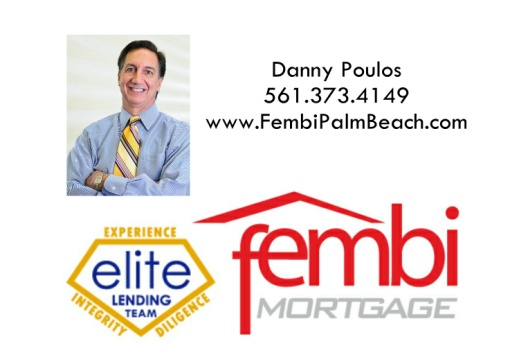 Danny Poulos
561.373.4149
www.FembiPalmBeach.com
EXPERIENCE
elite
LENDING
TEAM
INTEGRITY
DILIGENCE
fembi
MORTGAGE